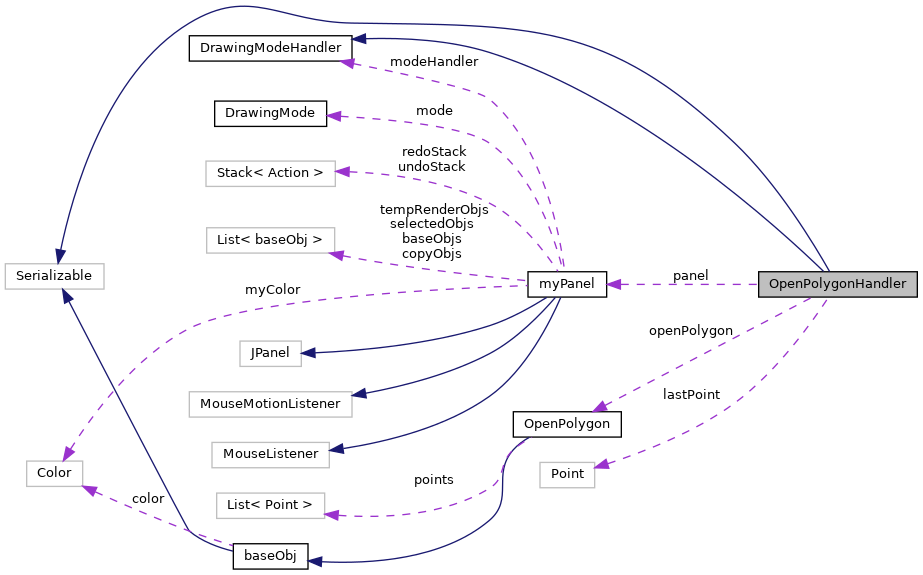 DrawingModeHandler
modeHandler
DrawingMode
mode
redoStack
undoStack
Stack< Action >
tempRenderObjs
selectedObjs
baseObjs
copyObjs
List< baseObj >
Serializable
myPanel
panel
OpenPolygonHandler
myColor
openPolygon
JPanel
lastPoint
MouseMotionListener
OpenPolygon
MouseListener
Color
Point
points
color
List< Point >
baseObj